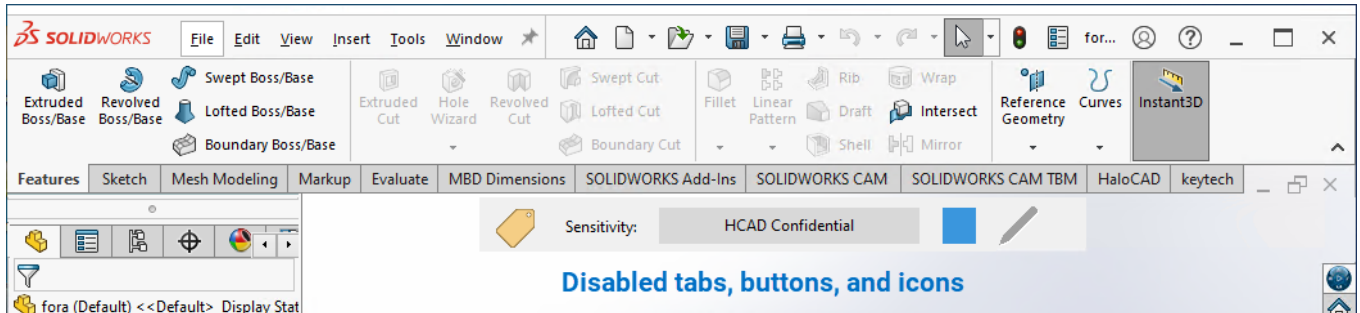 SOLIDWORKS File Edit View Insert Tools Window for...
Swept Boss/Base Swept Cut Rib Wrap
Extruded Boss/Base Revolved Boss/Base Lofted Boss/Base Extruded Cut Hole Wizard Revolved Cut Lofted Cut Fillet Linear Pattern Draft Intersect Reference Geometry Curves Instant3D
Boundary Boss/Base Boundary Cut Shell Mirror
Features Sketch Mesh Modeling Markup Evaluate MBD Dimensions SOLIDWORKS Add-Ins SOLIDWORKS CAM SOLIDWORKS CAM TBM HaloCAD keytech
Sensitivity: HCAD Confidential
Disabled tabs, buttons, and icons
fora (Default) <<Default> Display Stat